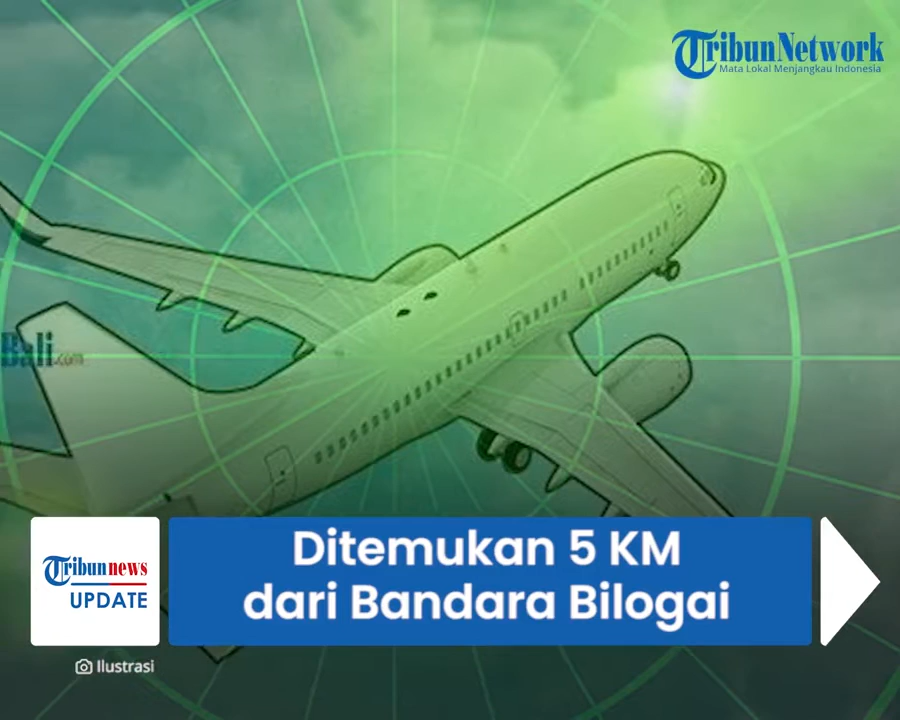 TribunNetwork
Mata Lokal Menjangkau Indonesia
Bali.com
Ditemukan 5 KM
dari Bandara Bilogai
Tribunnews
UPDATE
Ilustrasi